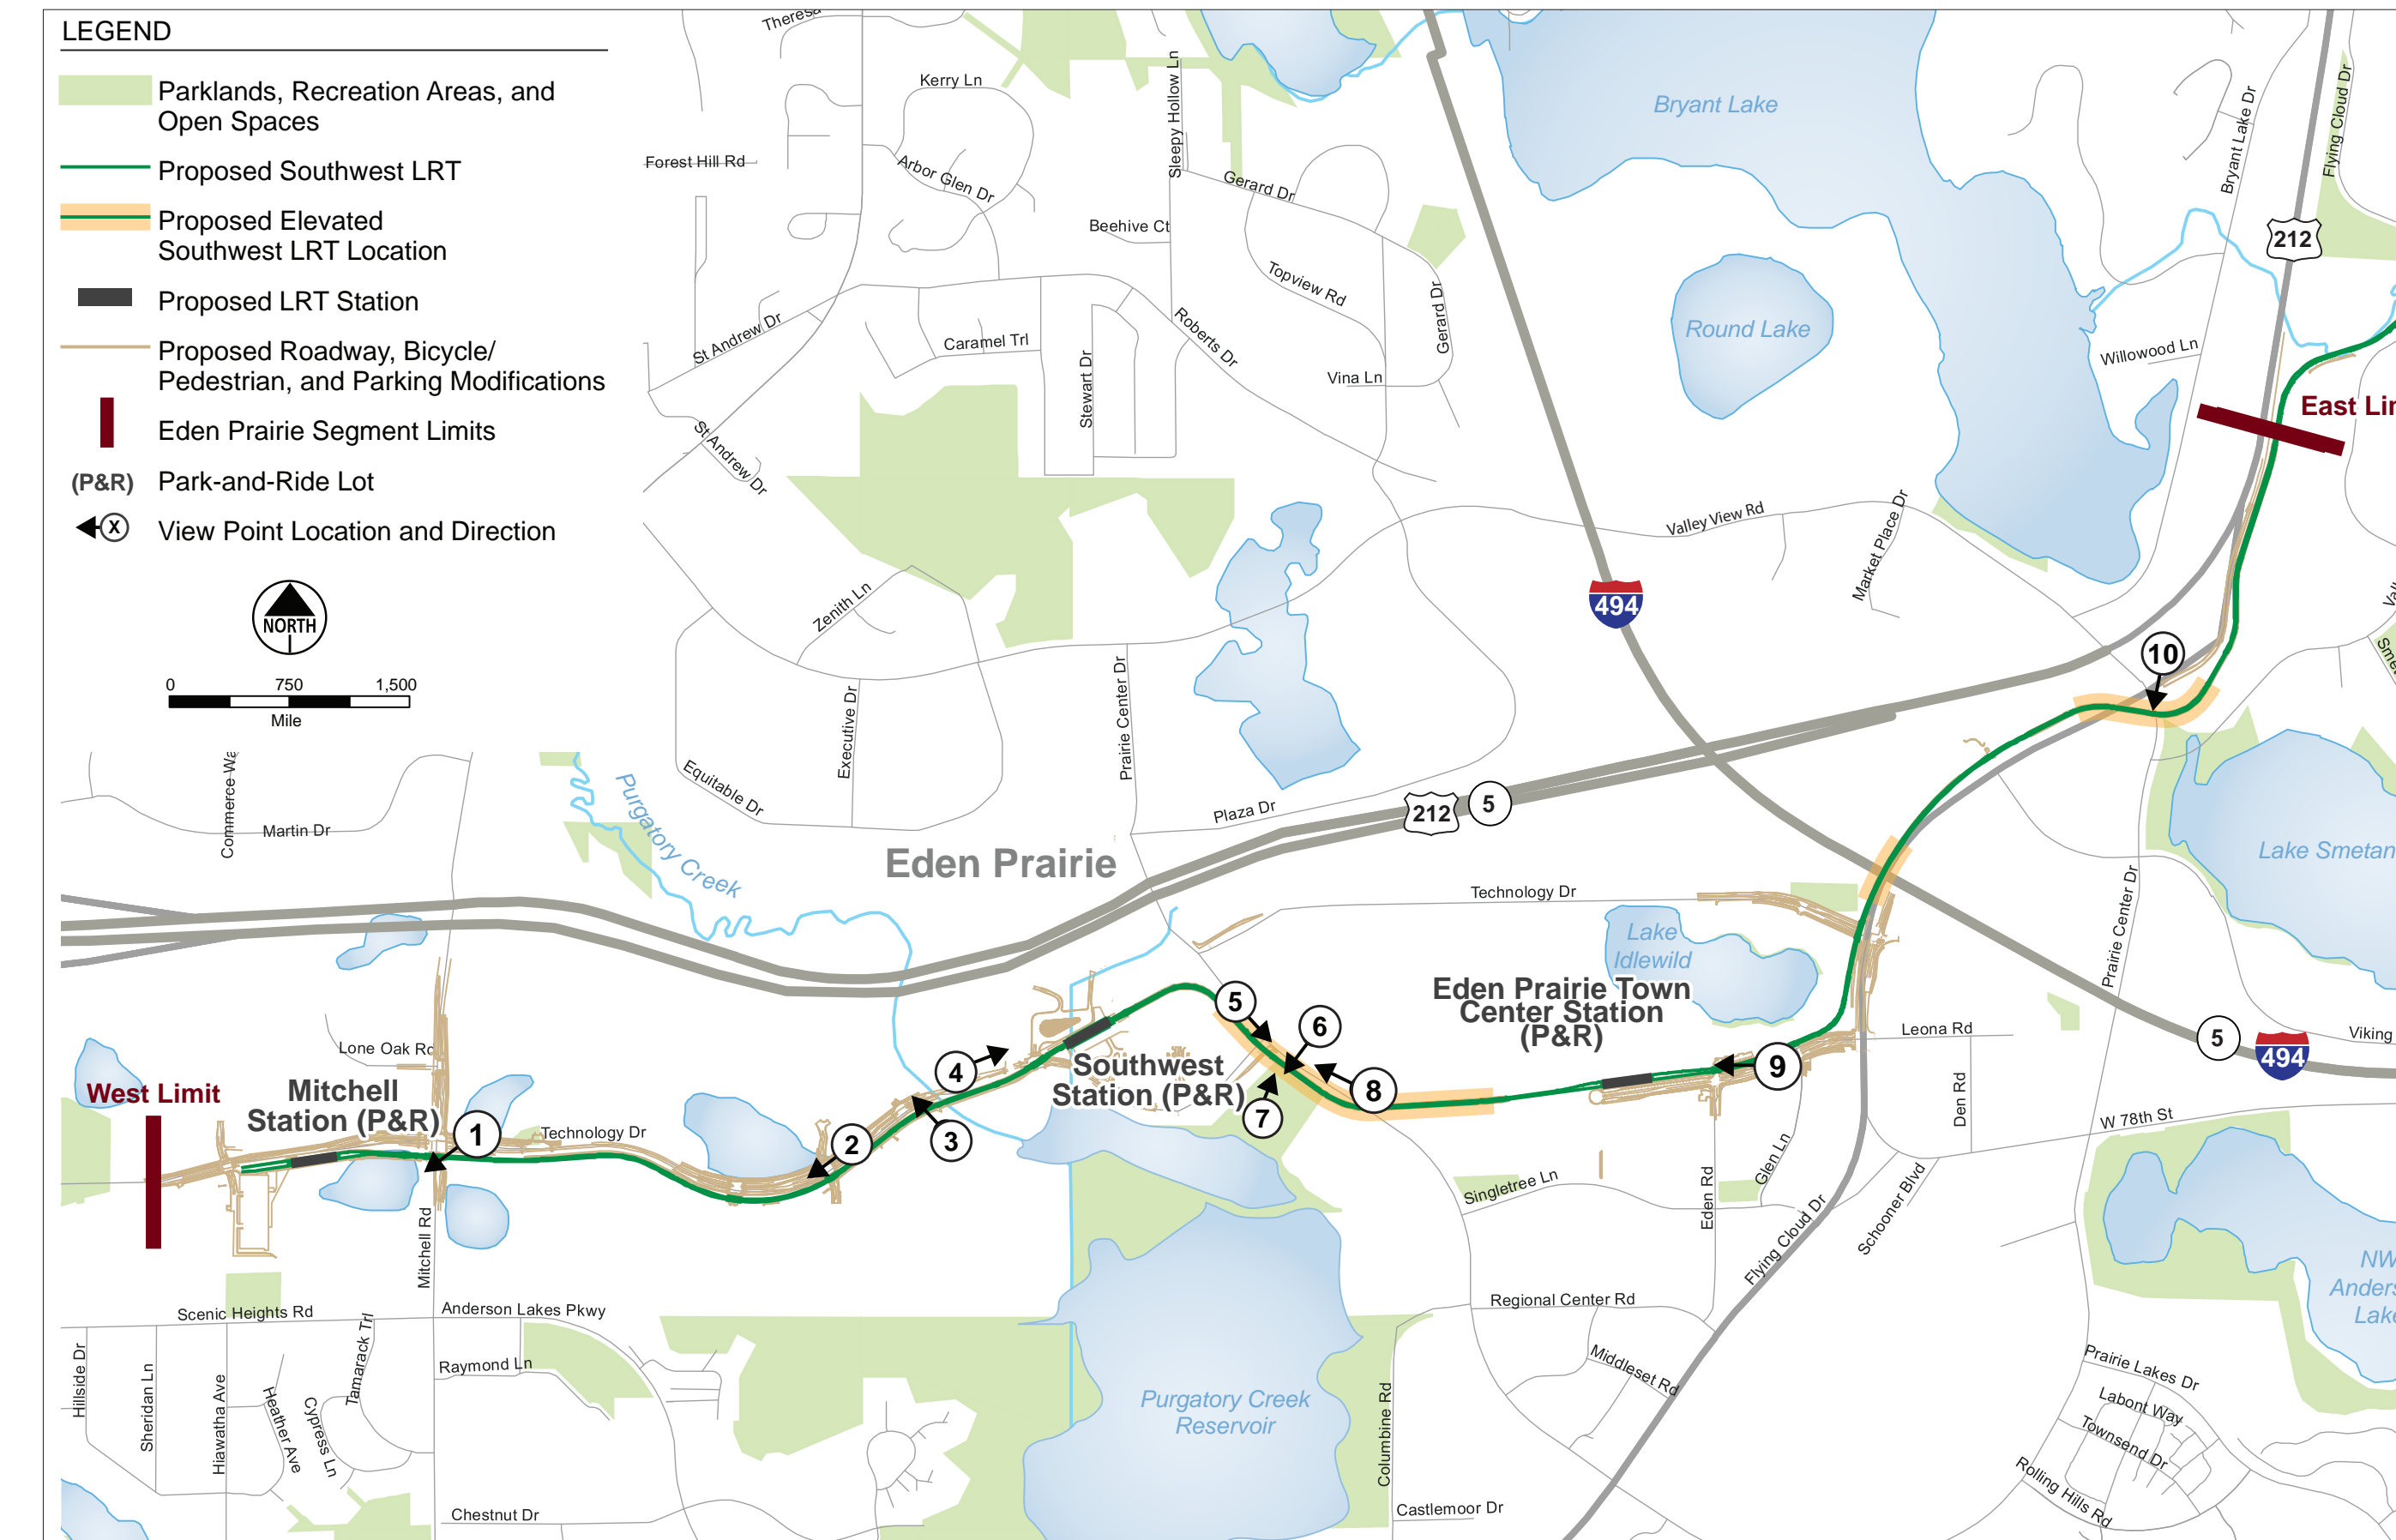 LEGEND
Parklands, Recreation Areas, and
Open Spaces
Proposed Southwest LRT
Proposed Elevated
Southwest LRT Location
Proposed LRT Station
Proposed Roadway, Bicycle/
Pedestrian, and Parking Modifications
Eden Prairie Segment Limits
(P&R) Park-and-Ride Lot
X View Point Location and Direction
NORTH
0 750 1,500
Mile
Kerry Ln
Sleepy Hollow Ln
Forest Hill Rd
Arbor Glen Dr
Gerard Dr
Beehive Ct
Topview Rd
Gerard Dr
St Andrew Dr
Caramel Trl
Stewart Dr
Roberts Dr
Vina Ln
St Andrew Dr
Bryant Lake
Round Lake
Bryant Lake Dr
Flying Cloud Dr
212
Willowood Ln
East
Valley View Rd
Market Place Dr
494
Zenith Ln
Executive Dr
Prairie Center Dr
Equitable Dr
Plaza Dr
212
5
10
Martin Dr
Purgatory Creek
Eden Prairie
Technology Dr
Lake
Idlewild
Lake
Prairie Center Dr
Eden Prairie Town
Center Station
(P&R)
Leona Rd
5
494
Viking
Den Rd
W 78th St
Lone Oak Rd
West Limit
Mitchell
Station (P&R)
1
Technology Dr
2
3
4
Southwest
Station (P&R)
5
6
7
8
9
Singletree Ln
Eden Rd
Glen Ln
Flying Cloud Dr
Schooner Blvd
Mitchell Rd
Scenic Heights Rd
Anderson Lakes Pkwy
Regional Center Rd
Hillside Dr
Sheridan Ln
Hiawatha Ave
Heather Ave
Cypress Ln
Tamarack Trl
Raymond Ln
Chestnut Dr
Purgatory Creek
Reservoir
Columbine Rd
Middleset Rd
Castlemoor Dr
NW
Prairie Lakes Dr
Labont Way
Townsend Dr
Rolling Hills Rd